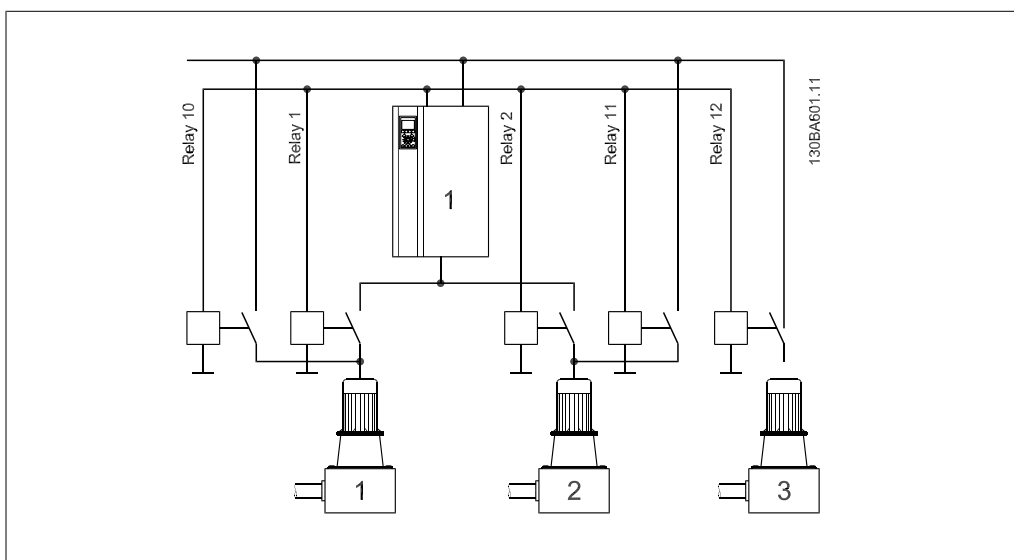 Relay 10
Relay 1
Relay 2
Relay 11
Relay 12
130BA601.11
1
1
2
3